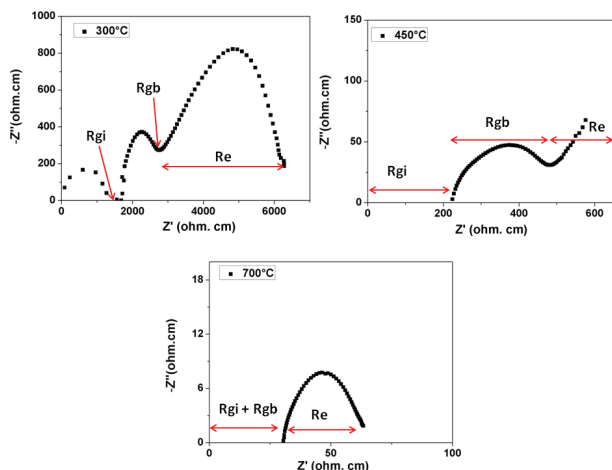 300°C
1000
800
600
400
200
0
-Z''(ohm.cm)
Rgi
Rgb
Re
0 2000 4000 6000
Z' (ohm. cm)
450°C
150
100
50
0
-Z''(ohm.cm)
Rgb
Re
Rgi
0 200 400 600
Z' (ohm. cm)
700°C
18
12
6
0
-Z''(ohm.cm)
Rgi + Rgb
Re
0 50 100
Z' (ohm.cm)